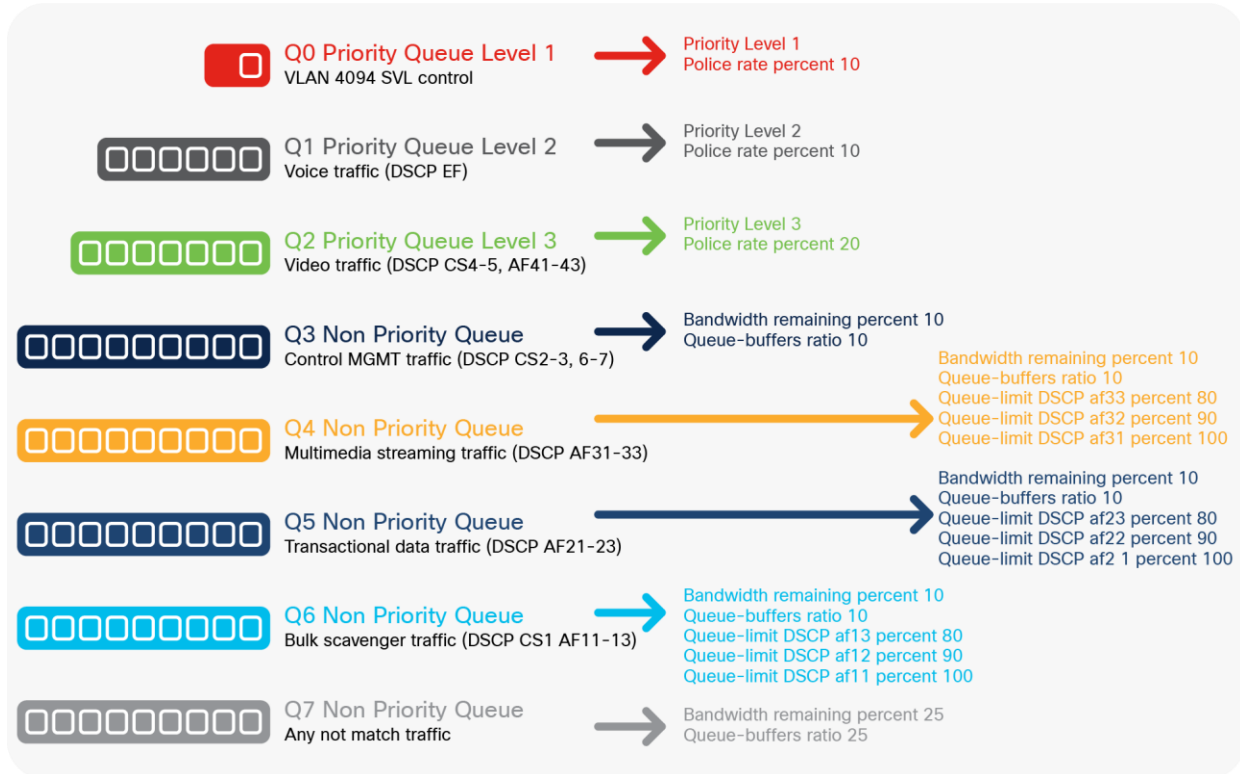 Q0 Priority Queue Level 1
VLAN 4094 SVL control
Priority Level 1
Police rate percent 10
Q1 Priority Queue Level 2
Voice traffic (DSCP EF)
Priority Level 2
Police rate percent 10
Q2 Priority Queue Level 3
Video traffic (DSCP CS4-5, AF41-43)
Priority Level 3
Police rate percent 20
Q3 Non Priority Queue
Control MGMT traffic (DSCP CS2-3, 6-7)
Bandwidth remaining percent 10
Queue-buffers ratio 10
Q4 Non Priority Queue
Multimedia streaming traffic (DSCP AF31-33)
Bandwidth remaining percent 10
Queue-buffers ratio 10
Queue-limit DSCP af33 percent 80
Queue-limit DSCP af32 percent 90
Queue-limit DSCP af31 percent 100
Q5 Non Priority Queue
Transactional data traffic (DSCP AF21-23)
Bandwidth remaining percent 10
Queue-buffers ratio 10
Queue-limit DSCP af23 percent 80
Queue-limit DSCP af22 percent 90
Queue-limit DSCP af2 1 percent 100
Q6 Non Priority Queue
Bulk scavenger traffic (DSCP CS1 AF11-13)
Bandwidth remaining percent 10
Queue-buffers ratio 10
Queue-limit DSCP af13 percent 80
Queue-limit DSCP af12 percent 90
Queue-limit DSCP af11 percent 100
Q7 Non Priority Queue
Any not match traffic
Bandwidth remaining percent 25
Queue-buffers ratio 25